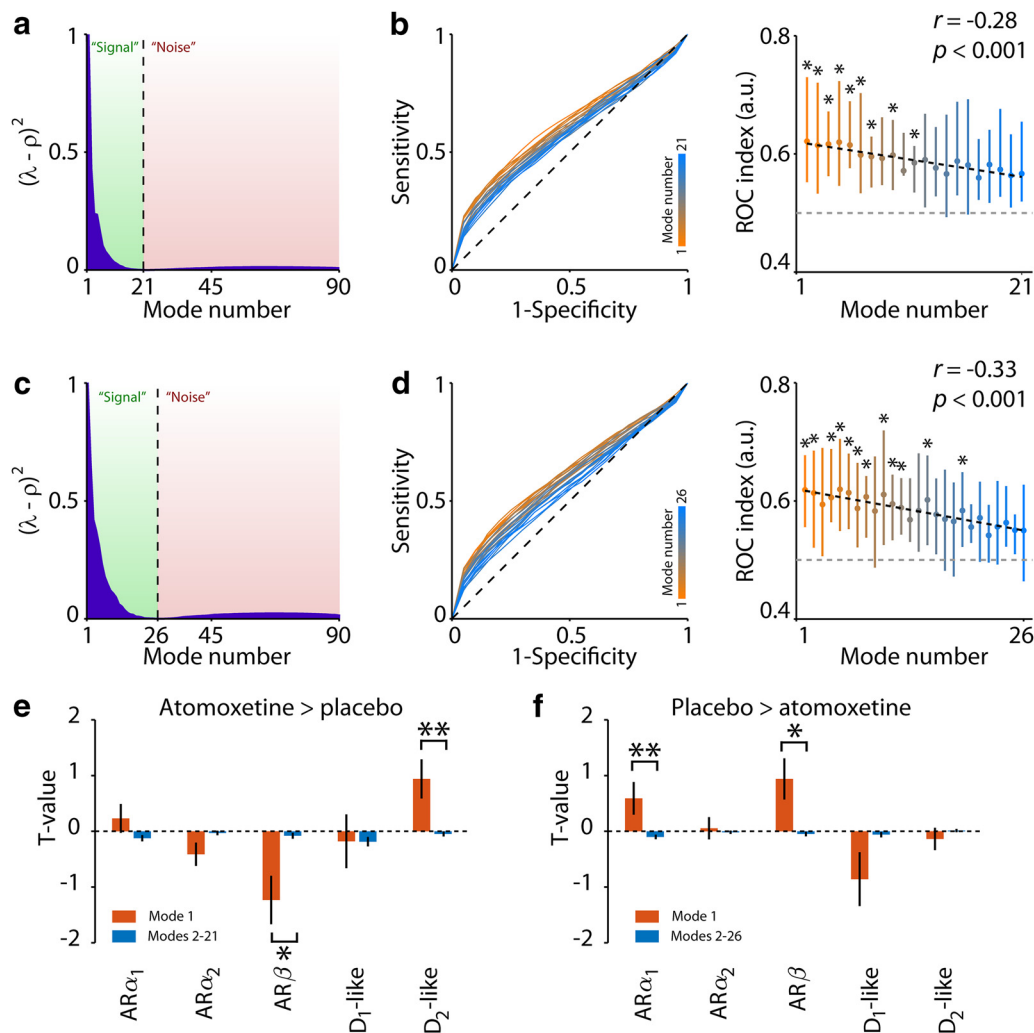 a
1
0.5
0
(λ - ρ)²
"Signal"
"Noise"
1
21
45
90
Mode number
b
1
0.5
0
Sensitivity
0
0.5
1
1-Specificity
Mode number
1
21
r = -0.28
p < 0.001
0.8
0.6
0.4
ROC index (a.u.)
* * * * * * * * *
1
21
Mode number
c
1
0.5
0
(λ - ρ)²
"Signal"
"Noise"
1
26
45
90
Mode number
d
1
0.5
0
Sensitivity
0
0.5
1
1-Specificity
Mode number
1
26
r = -0.33
p < 0.001
0.8
0.6
0.4
ROC index (a.u.)
* * * * * * * * * * * *
1
26
Mode number
e
Atomoxetine > placebo
2
1
0
-1
-2
T-value
**
*
Mode 1
Modes 2-21
ARα₁
ARα₂
ARβ
D₁-like
D₂-like
f
Placebo > atomoxetine
2
1
0
-1
-2
T-value
**
*
Mode 1
Modes 2-26
ARα₁
ARα₂
ARβ
D₁-like
D₂-like